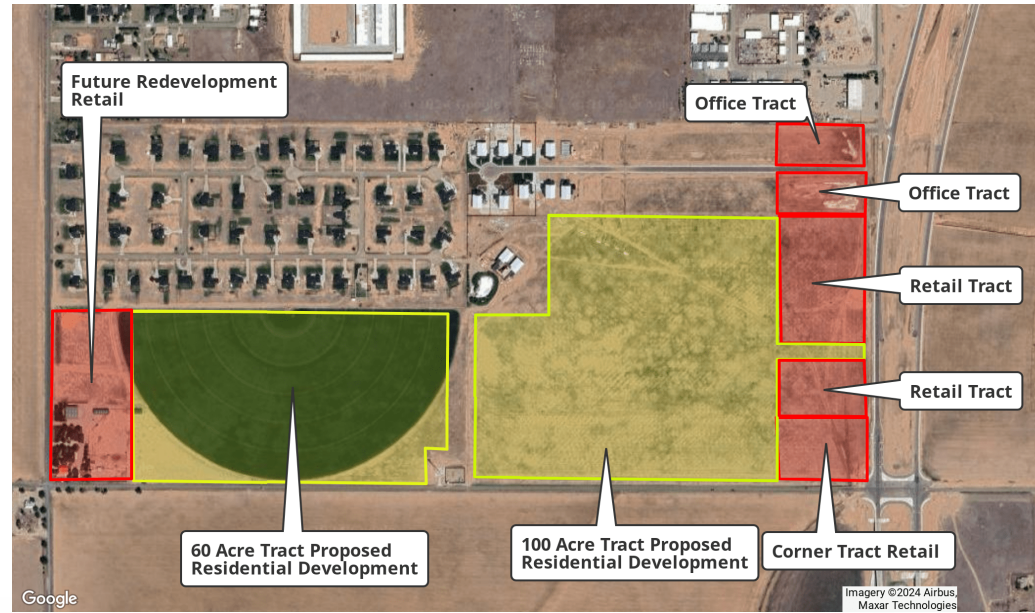 Future Redevelopment
Retail
Office Tract
Office Tract
Retail Tract
Retail Tract
60 Acre Tract Proposed
Residential Development
100 Acre Tract Proposed
Residential Development
Corner Tract Retail
Google
Imagery ©2024 Airbus,
Maxar Technologies